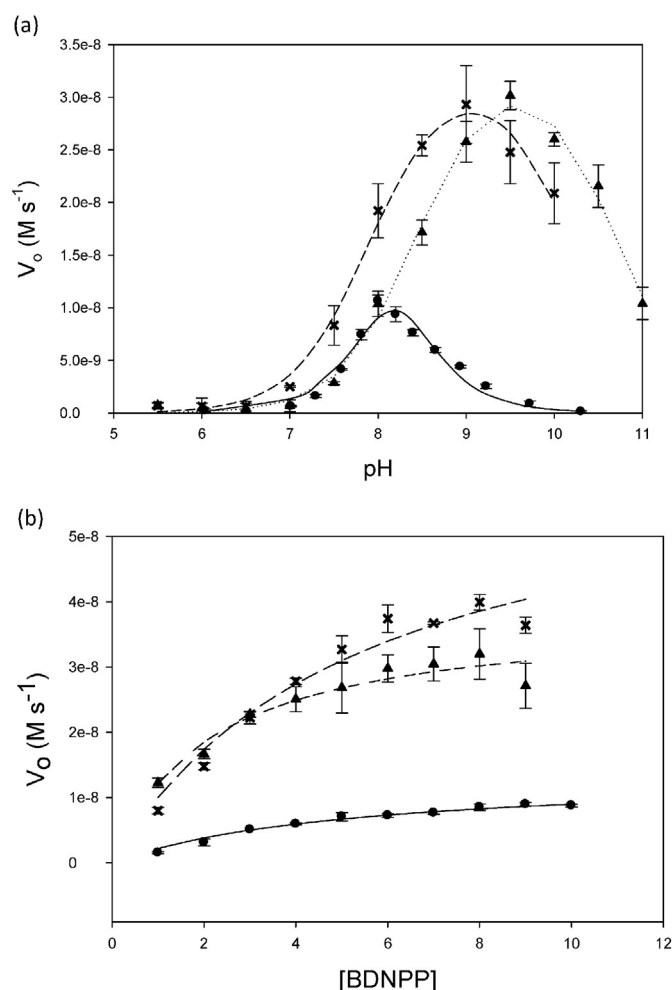 (a)
3.5e-8
3.0e-8
2.5e-8
2.0e-8
1.5e-8
1.0e-8
5.0e-9
0.0
Vo (M s-1)
5 6 7 8 9 10 11
pH
(b)
5e-8
4e-8
3e-8
2e-8
1e-8
0
Vo (M s-1)
0 2 4 6 8 10 12
[BDNPP]